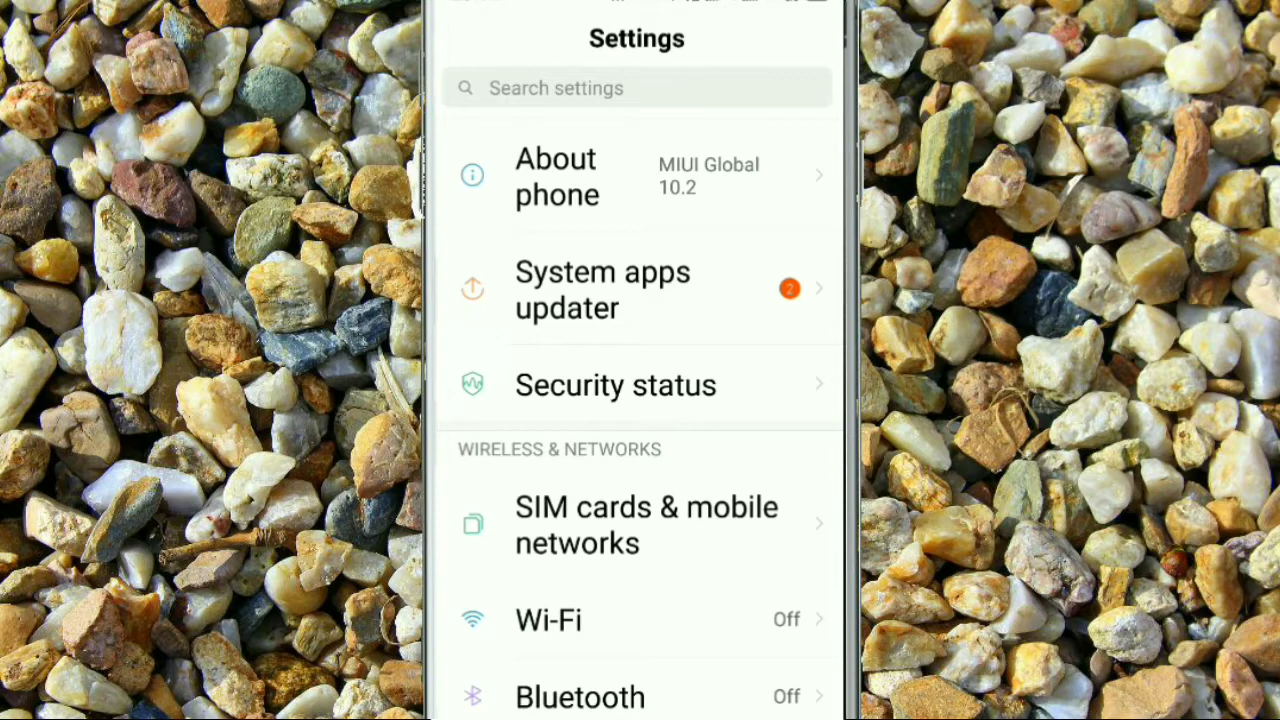 Settings
Search settings
About
phone
MIUI Global
10.2
System apps
updater
2
Security status
WIRELESS & NETWORKS
SIM cards & mobile
networks
Wi-Fi
Off
Bluetooth
Off